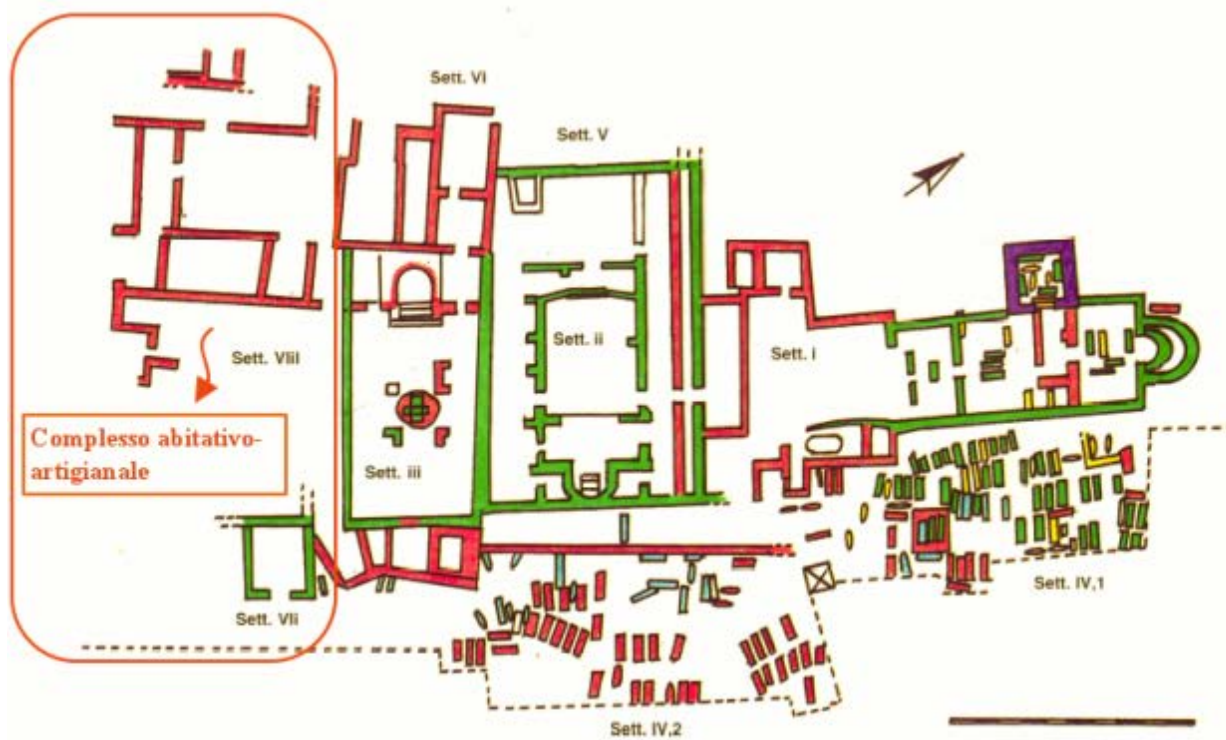 Sett. VI
Sett. V
Sett. VIII
Sett. ii
Sett. i
Complesso abitativo-
artigianale
Sett. iii
Sett. VIi
Sett. IV,1
Sett. IV,2